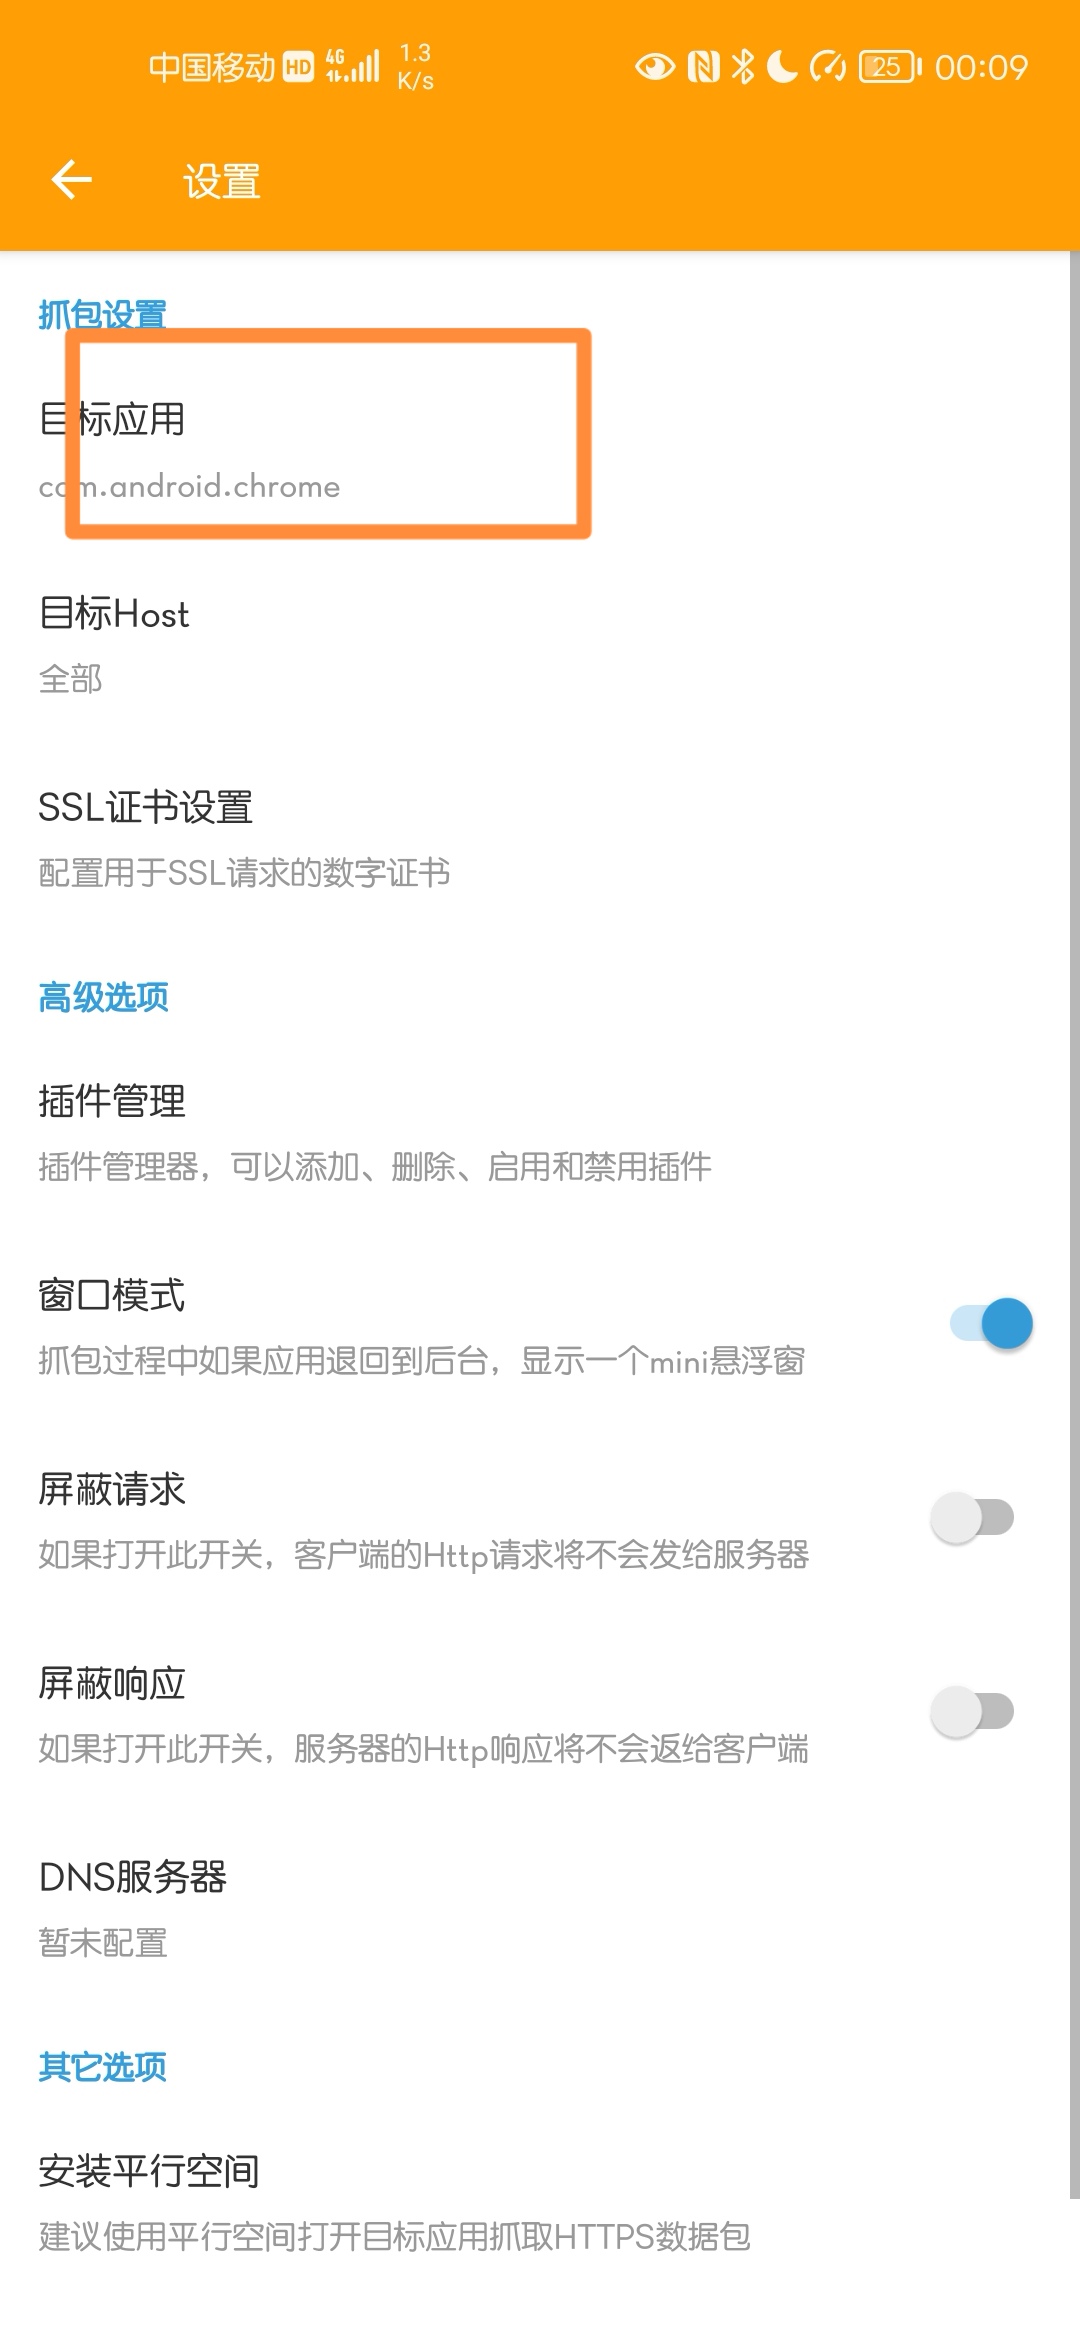 中国移动 HD 4G 1.3 K/s 25 00:09
设置
抓包设置
目标应用
com.android.chrome
目标Host
全部
SSL证书设置
配置用于SSL请求的数字证书
高级选项
插件管理
插件管理器，可以添加、删除、启用和禁用插件
窗口模式
抓包过程中如果应用退回到后台，显示一个mini悬浮窗
屏蔽请求
如果打开此开关，客户端的Http请求将不会发给服务器
屏蔽响应
如果打开此开关，服务器的Http响应将不会返给客户端
DNS服务器
暂未配置
其它选项
安装平行空间
建议使用平行空间打开目标应用抓取HTTPS数据包